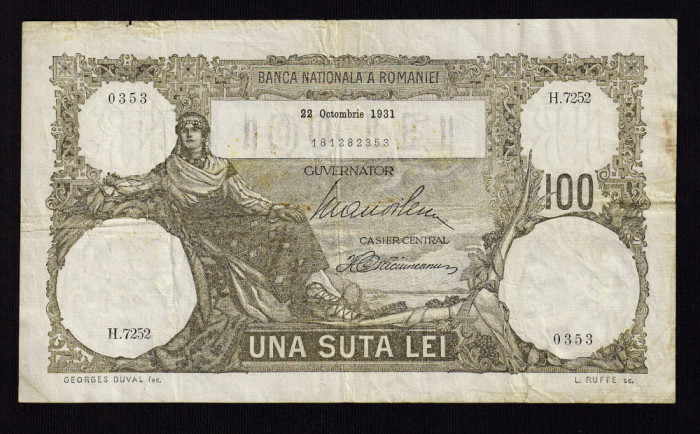 BANCA NATIONALA A ROMANIEI
0353
H.7252
22 Octombrie 1931
181282353
GUVERNATOR
Manoilescu
100
CASIER CENTRAL
H.7252
0353
UNA SUTA LEI
GEORGES DUVAL fec.
L. RUFFE sc.